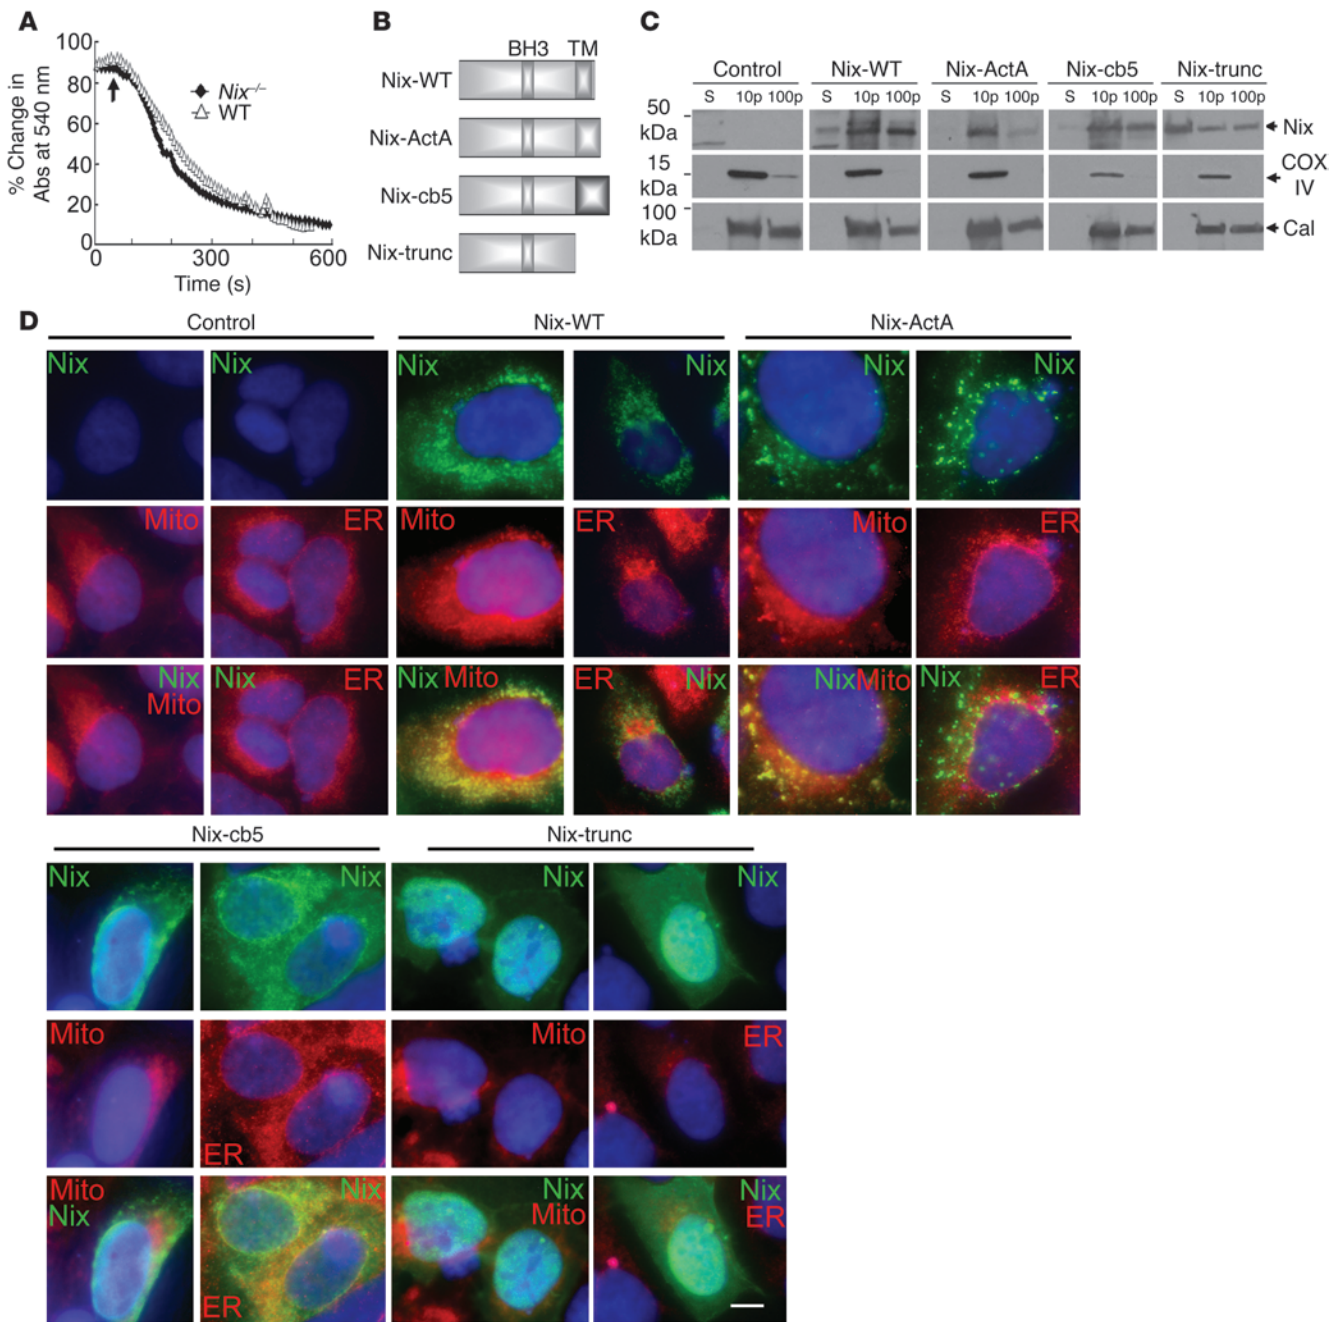 A
% Change in
Abs at 540 nm
100
80
60
40
20
0
Nix–/–
WT
0
300
600
Time (s)
B
BH3 TM
Nix-WT
Nix-ActA
Nix-cb5
Nix-trunc
C
Control Nix-WT Nix-ActA Nix-cb5 Nix-trunc
S 10p 100p S 10p 100p S 10p 100p S 10p 100p S 10p 100p
50
kDa
Nix
15
kDa
COX
IV
100
kDa
Cal
D
Control Nix-WT Nix-ActA
Nix Nix Nix Nix Nix Nix
Mito ER Mito ER Mito ER
Nix Mito Nix ER Nix Mito ER Nix Nix Mito Nix ER
Nix-cb5 Nix-trunc
Nix Nix Nix Nix
Mito ER Mito ER
Mito Nix ER Nix Nix Mito Nix ER